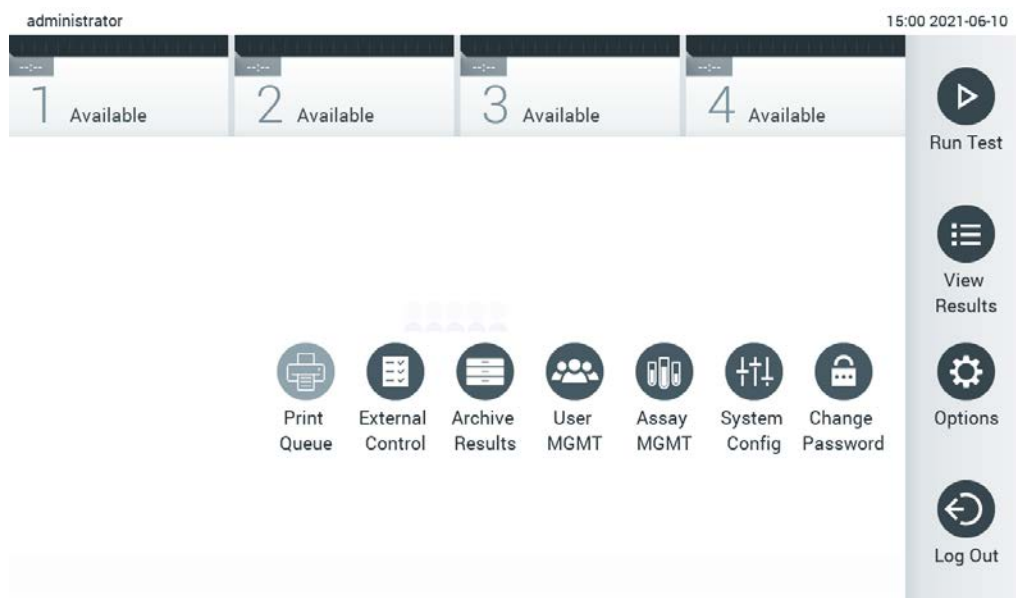 administrator
15:00 2021-06-10
--:--
--:--
--:--
--:--
1 Available
2 Available
3 Available
4 Available
Run Test
View
Results
Print
Queue
External
Control
Archive
Results
User
MGMT
Assay
MGMT
System
Config
Change
Password
Options
Log Out